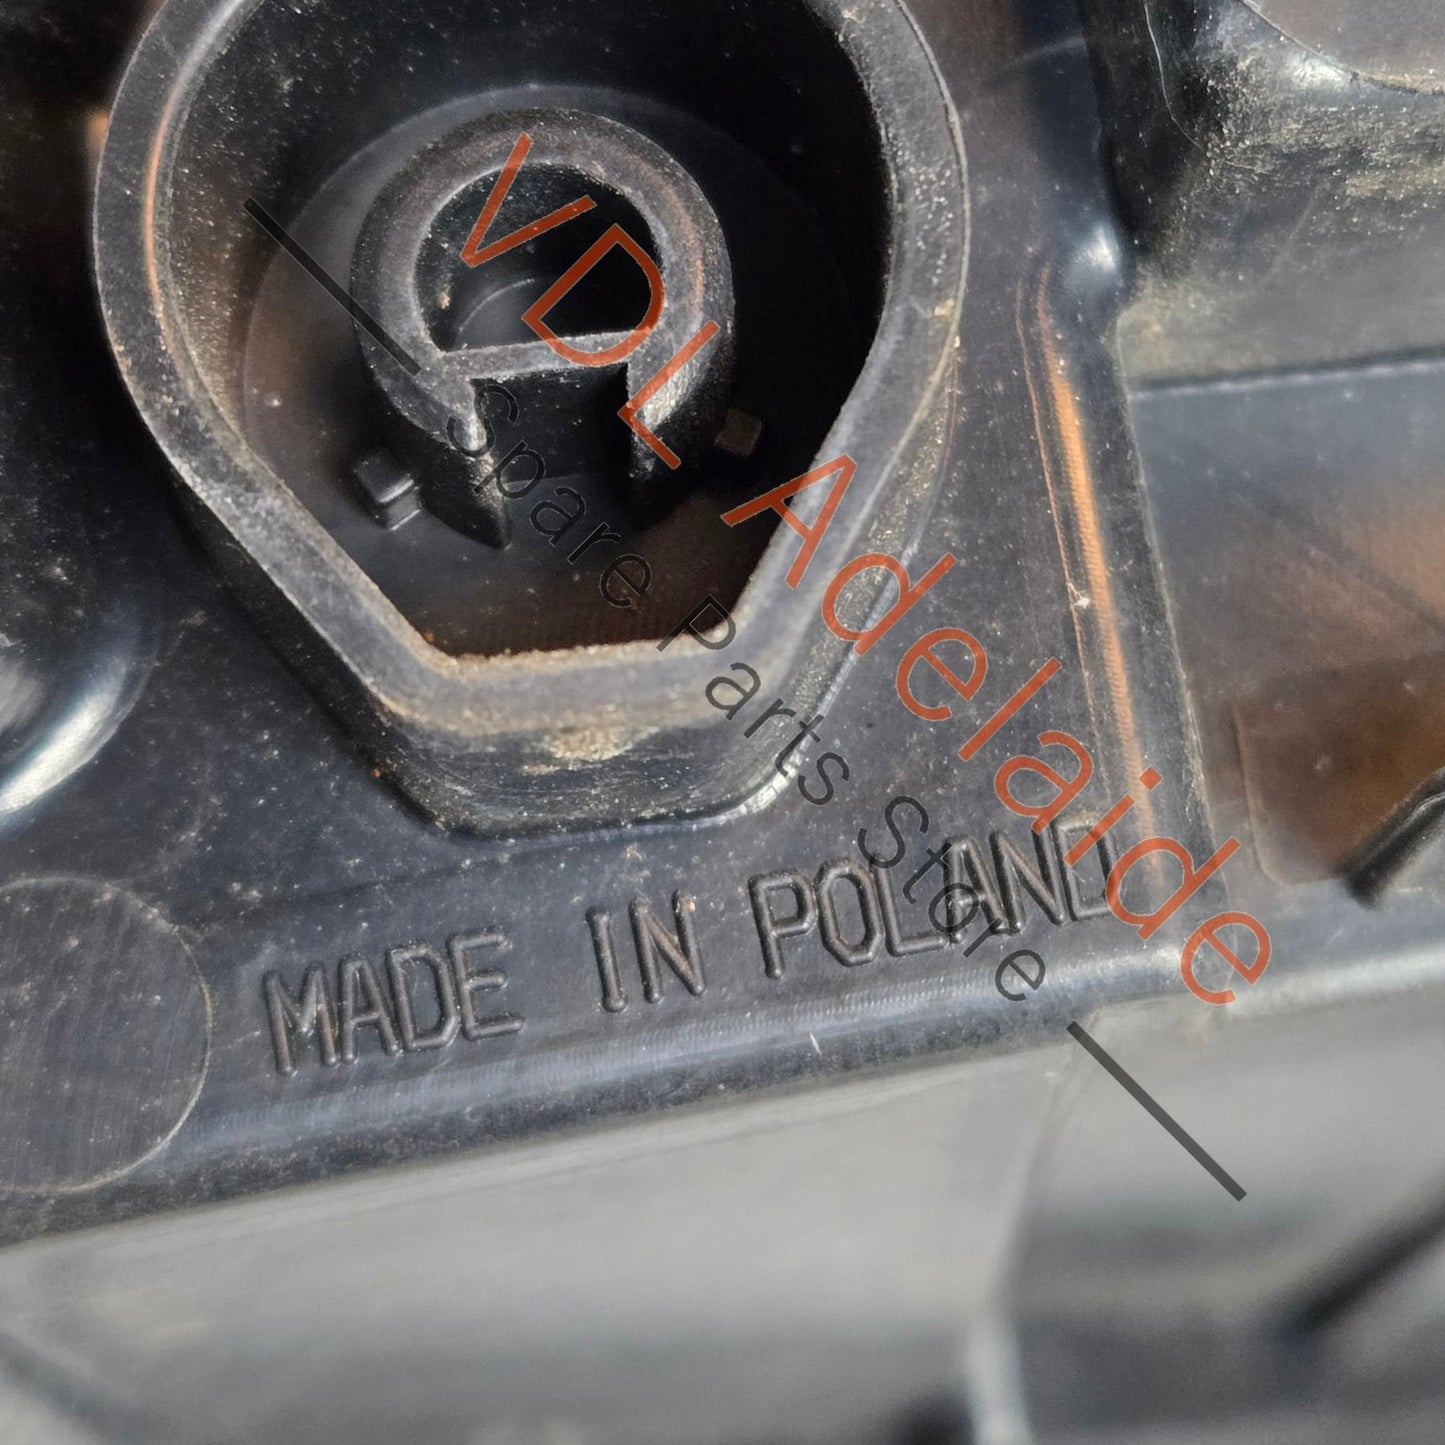 VDL Adelaide
Spare Parts Store
MADE IN POLAND